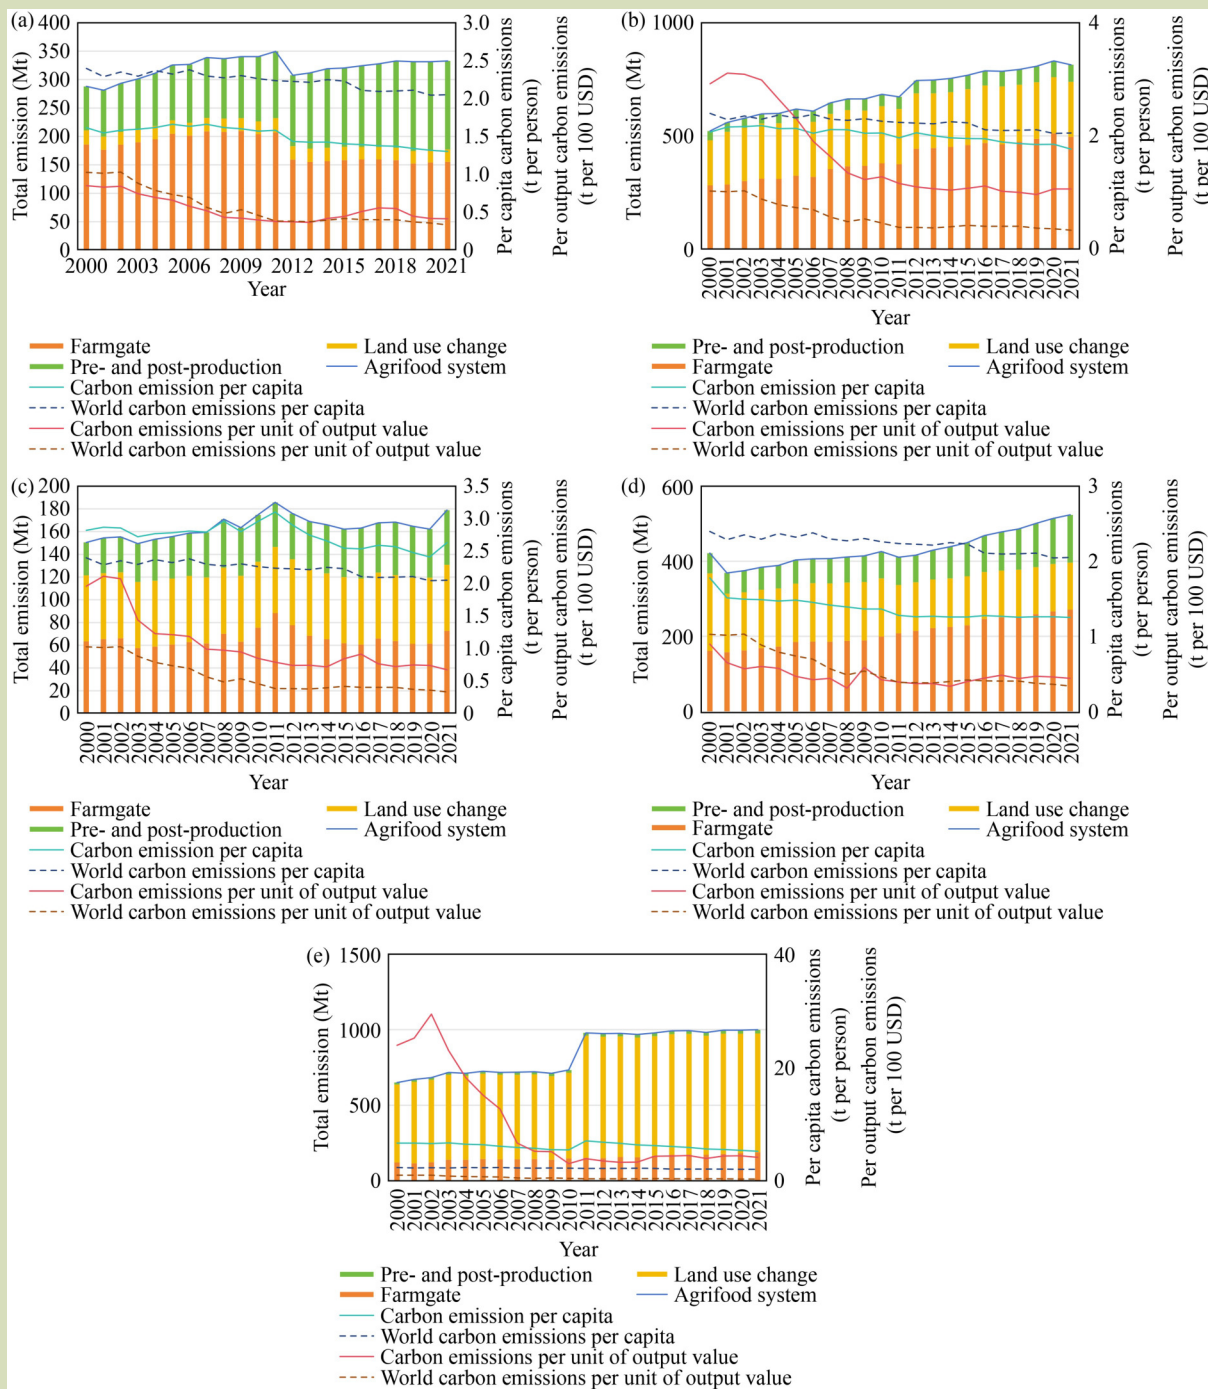 (a)
400
350
300
250
200
150
100
50
0
Total emission (Mt)
3.0
2.5
2.0
1.5
1.0
0.5
0
Per capita carbon emissions
(t per person)
Per output carbon emissions
(t per 100 USD)
2000 2003 2006 2009 2012 2015 2018 2021
Year
Farmgate
Land use change
Pre- and post-production
Agrifood system
Carbon emission per capita
World carbon emissions per capita
Carbon emissions per unit of output value
World carbon emissions per unit of output value
(b)
1000
500
0
Total emission (Mt)
4
2
0
Per capita carbon emissions
(t per person)
Per output carbon emissions
(t per 100 USD)
2000 2001 2002 2003 2004 2005 2006 2007 2008 2009 2010 2011 2012 2013 2014 2015 2016 2017 2018 2019 2020 2021
Year
Pre- and post-production
Land use change
Farmgate
Agrifood system
Carbon emission per capita
World carbon emissions per capita
Carbon emissions per unit of output value
World carbon emissions per unit of output value
(c)
200
180
160
140
120
100
80
60
40
20
0
Total emission (Mt)
3.5
3.0
2.5
2.0
1.5
1.0
0.5
0
Per capita carbon emissions
(t per person)
Per output carbon emissions
(t per 100 USD)
2000 2001 2002 2003 2004 2005 2006 2007 2008 2009 2010 2011 2012 2013 2014 2015 2016 2017 2018 2019 2020 2021
Year
Farmgate
Land use change
Pre- and post-production
Agrifood system
Carbon emission per capita
World carbon emissions per capita
Carbon emissions per unit of output value
World carbon emissions per unit of output value
(d)
600
400
200
0
Total emission (Mt)
3
2
1
0
Per capita carbon emissions
(t per person)
Per output carbon emissions
(t per 100 USD)
2000 2001 2002 2003 2004 2005 2006 2007 2008 2009 2010 2011 2012 2013 2014 2015 2016 2017 2018 2019 2020 2021
Year
Pre- and post-production
Land use change
Farmgate
Agrifood system
Carbon emission per capita
World carbon emissions per capita
Carbon emissions per unit of output value
World carbon emissions per unit of output value
(e)
1500
1000
500
0
Total emission (Mt)
40
20
0
Per capita carbon emissions
(t per person)
Per output carbon emissions
(t per 100 USD)
2000 2001 2002 2003 2004 2005 2006 2007 2008 2009 2010 2011 2012 2013 2014 2015 2016 2017 2018 2019 2020 2021
Year
Pre- and post-production
Land use change
Farmgate
Agrifood system
Carbon emission per capita
World carbon emissions per capita
Carbon emissions per unit of output value
World carbon emissions per unit of output value